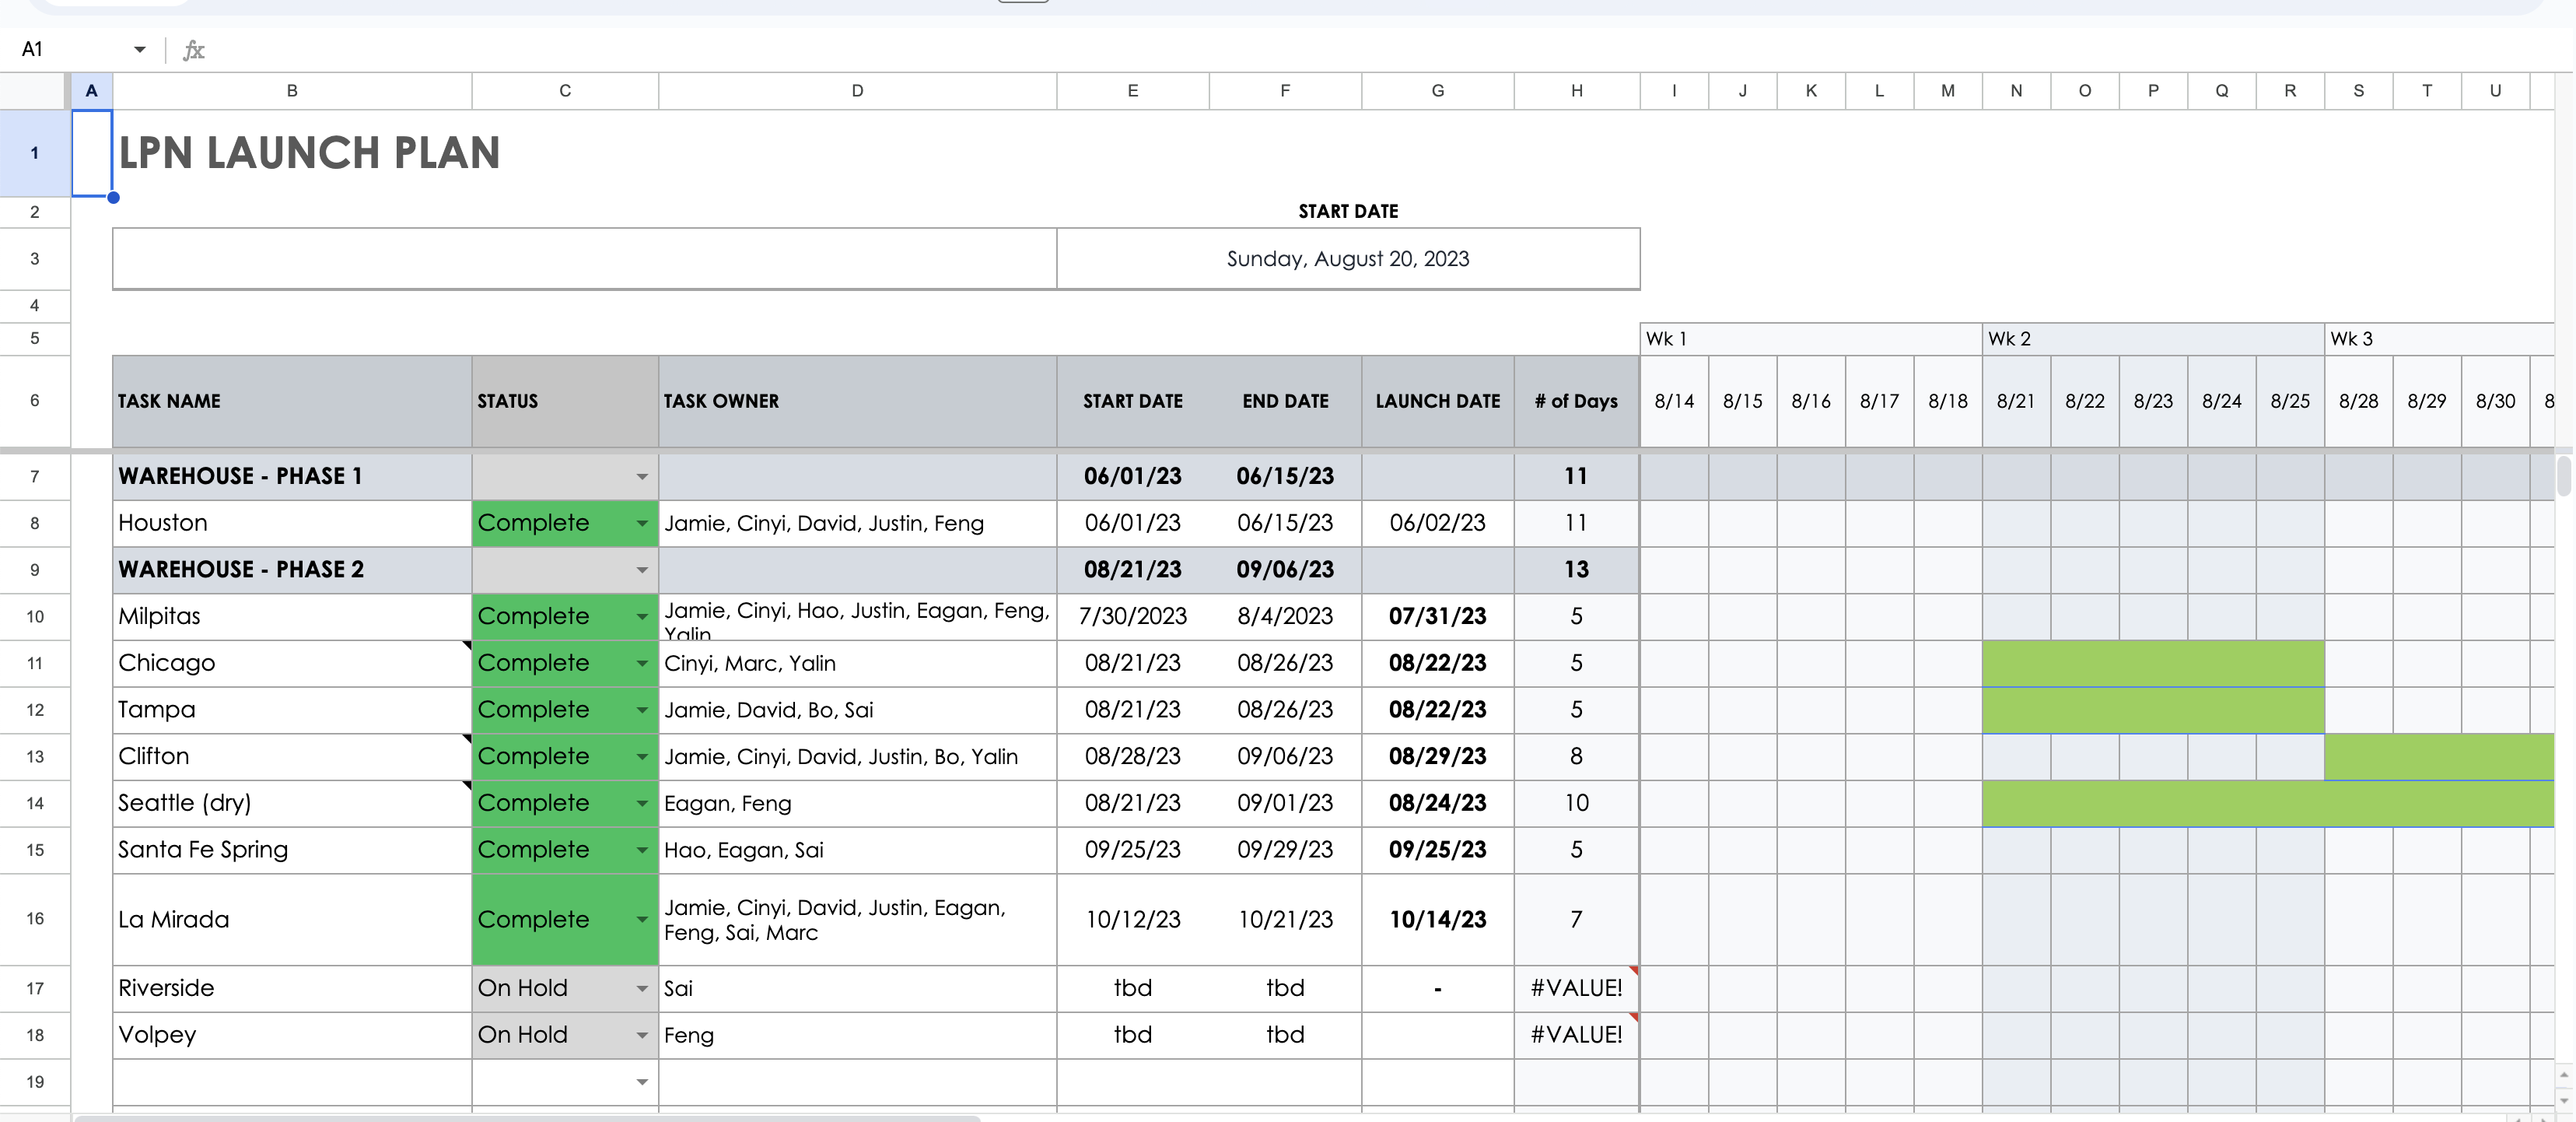 A1 fx
A B C D E F G H I J K L M N O P Q R S T U
1 LPN LAUNCH PLAN
2 START DATE
3 Sunday, August 20, 2023
4
5 Wk 1 Wk 2 Wk 3
6 TASK NAME STATUS TASK OWNER START DATE END DATE LAUNCH DATE # of Days 8/14 8/15 8/16 8/17 8/18 8/21 8/22 8/23 8/24 8/25 8/28 8/29 8/30 8
7 WAREHOUSE - PHASE 1 06/01/23 06/15/23 11
8 Houston Complete Jamie, Cinyi, David, Justin, Feng 06/01/23 06/15/23 06/02/23 11
9 WAREHOUSE - PHASE 2 08/21/23 09/06/23 13
10 Milpitas Complete Jamie, Cinyi, Hao, Justin, Eagan, Feng, 7/30/2023 8/4/2023 07/31/23 5
Yalin
11 Chicago Complete Cinyi, Marc, Yalin 08/21/23 08/26/23 08/22/23 5
12 Tampa Complete Jamie, David, Bo, Sai 08/21/23 08/26/23 08/22/23 5
13 Clifton Complete Jamie, Cinyi, David, Justin, Bo, Yalin 08/28/23 09/06/23 08/29/23 8
14 Seattle (dry) Complete Eagan, Feng 08/21/23 09/01/23 08/24/23 10
15 Santa Fe Spring Complete Hao, Eagan, Sai 09/25/23 09/29/23 09/25/23 5
16 La Mirada Complete Jamie, Cinyi, David, Justin, Eagan, 10/12/23 10/21/23 10/14/23 7
Feng, Sai, Marc
17 Riverside On Hold Sai tbd tbd - #VALUE!
18 Volpey On Hold Feng tbd tbd #VALUE!
19